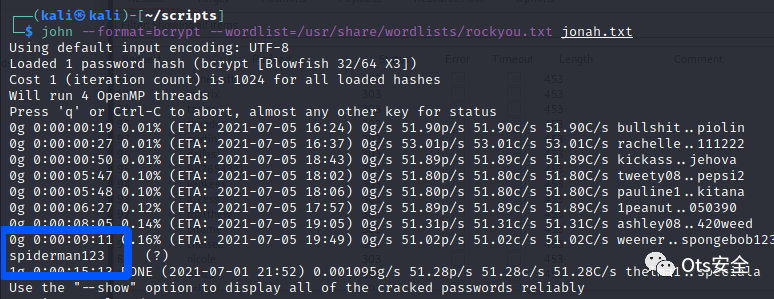 (kali㉿kali)-[~/scripts]
$ john --format=bcrypt --wordlist=/usr/share/wordlists/rockyou.txt jonah.txt
Using default input encoding: UTF-8
Loaded 1 password hash (bcrypt [Blowfish 32/64 X3])
Cost 1 (iteration count) is 1024 for all loaded hashes
Will run 4 OpenMP threads
Press 'q' or Ctrl-C to abort, almost any other key for status
0g 0:00:00:19 0.01% (ETA: 2021-07-05 16:24) 0g/s 51.90p/s 51.90c/s 51.90C/s bullshit..piolin
0g 0:00:00:27 0.01% (ETA: 2021-07-05 16:37) 0g/s 53.01p/s 53.01c/s 53.01C/s rachelle..111222
0g 0:00:00:50 0.01% (ETA: 2021-07-05 18:43) 0g/s 51.89p/s 51.89c/s 51.89C/s kickass..jehova
0g 0:00:05:47 0.10% (ETA: 2021-07-05 18:02) 0g/s 51.80p/s 51.80c/s 51.80C/s tweety08..pepsi2
0g 0:00:05:48 0.10% (ETA: 2021-07-05 18:06) 0g/s 51.80p/s 51.80c/s 51.80C/s pauline1..kitana
0g 0:00:06:27 0.12% (ETA: 2021-07-05 17:57) 0g/s 51.89p/s 51.89c/s 51.89C/s 1peanut..050390
0g 0:00:08:05 0.14% (ETA: 2021-07-05 19:05) 0g/s 51.31p/s 51.31c/s 51.31C/s ashley08..420weed
0g 0:00:09:11 0.16% (ETA: 2021-07-05 19:49) 0g/s 51.02p/s 51.02c/s 51.02C/s weener..spongebob123
spiderman123 (?)
1g 0:00:15:13 DONE (2021-07-01 21:52) 0.001095g/s 51.28p/s 51.28c/s 51.28C/s
Use the "--show" option to display all of the cracked passwords reliably
Ots安全